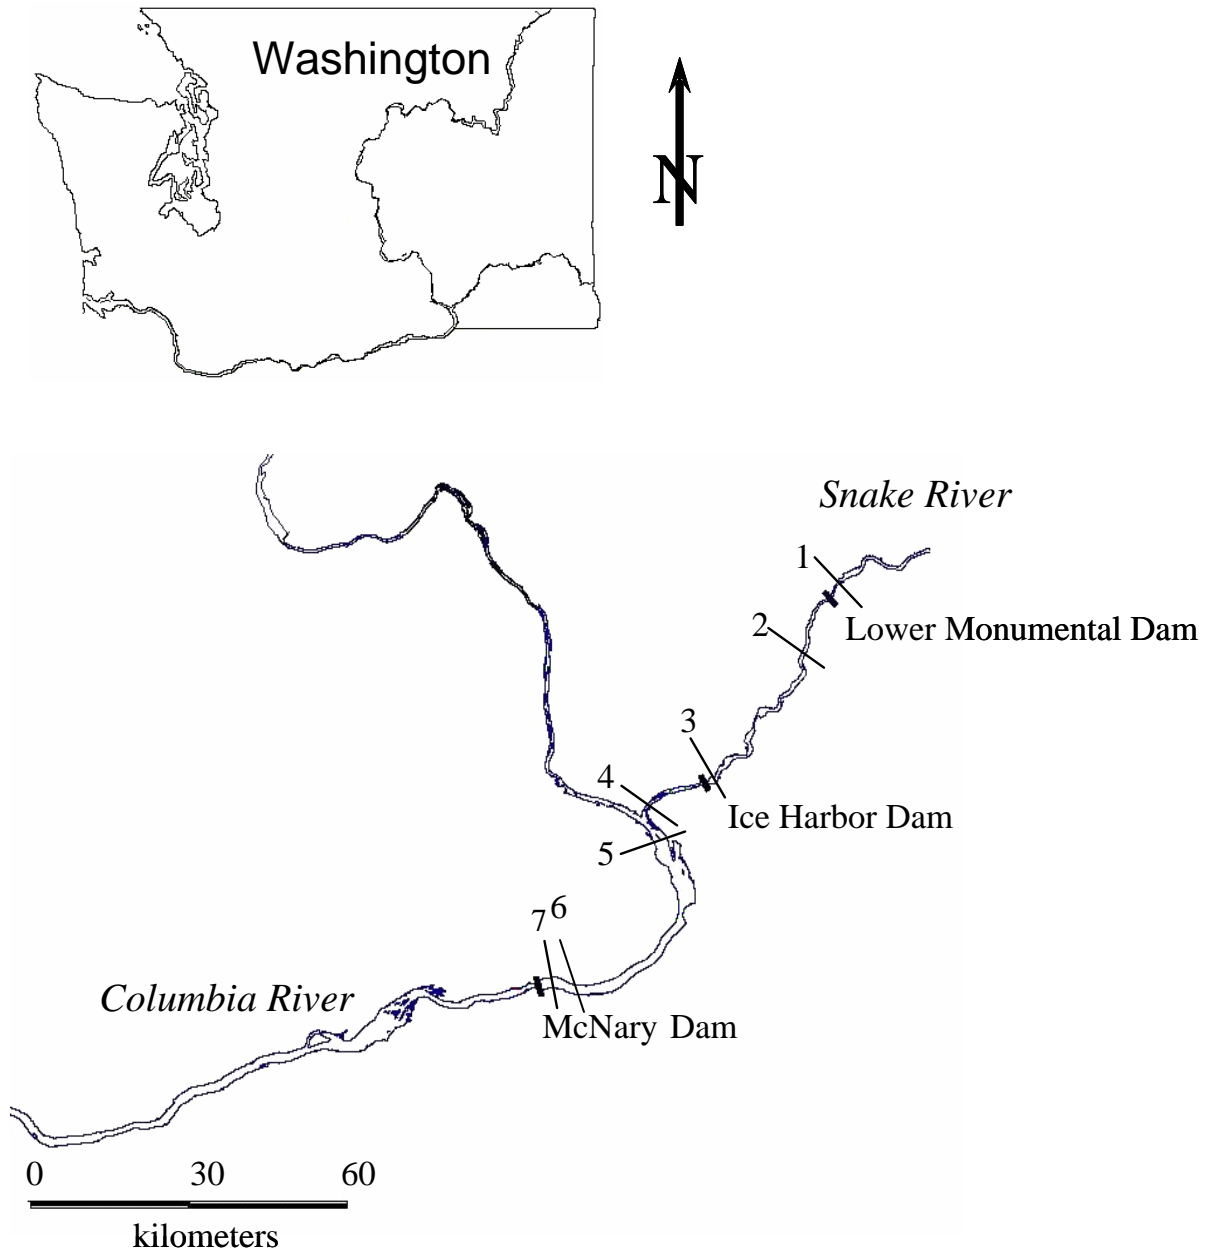 Washington
N
Snake River
1
Lower Monumental Dam
2
3
4
Ice Harbor Dam
5
7 6
Columbia River
McNary Dam
0 30 60
kilometers